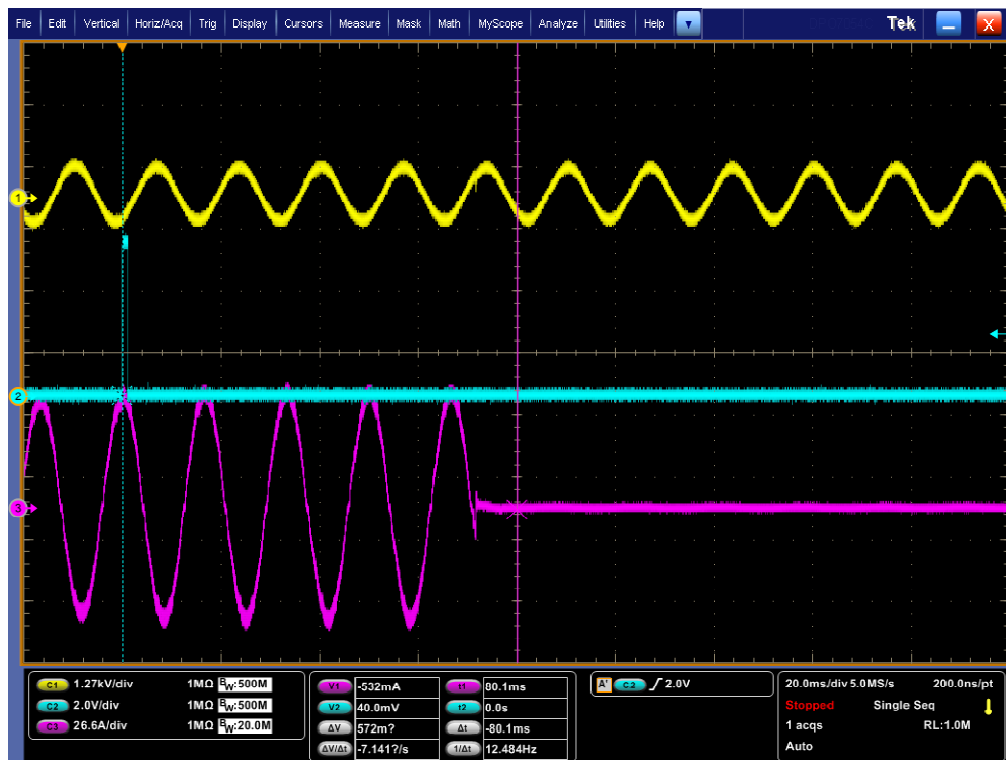 File Edit Vertical Horiz/Acq Trig Display Cursors Measure Mask Math MyScope Analyze Utilities Help Tek X
1
2
3
C1 1.27kV/div 1MΩ BW:500M
C2 2.0V/div 1MΩ BW:500M
C3 26.6A/div 1MΩ BW:20.0M
V1 -532mA t1 80.1ms
V2 40.0mV t2 0.0s
ΔV 572m? Δt -80.1ms
ΔV/Δt -7.141?/s 1/Δt 12.484Hz
A' C2 2.0V
20.0ms/div 5.0MS/s 200.0ns/pt
Stopped Single Seq
1 acqs RL:1.0M
Auto